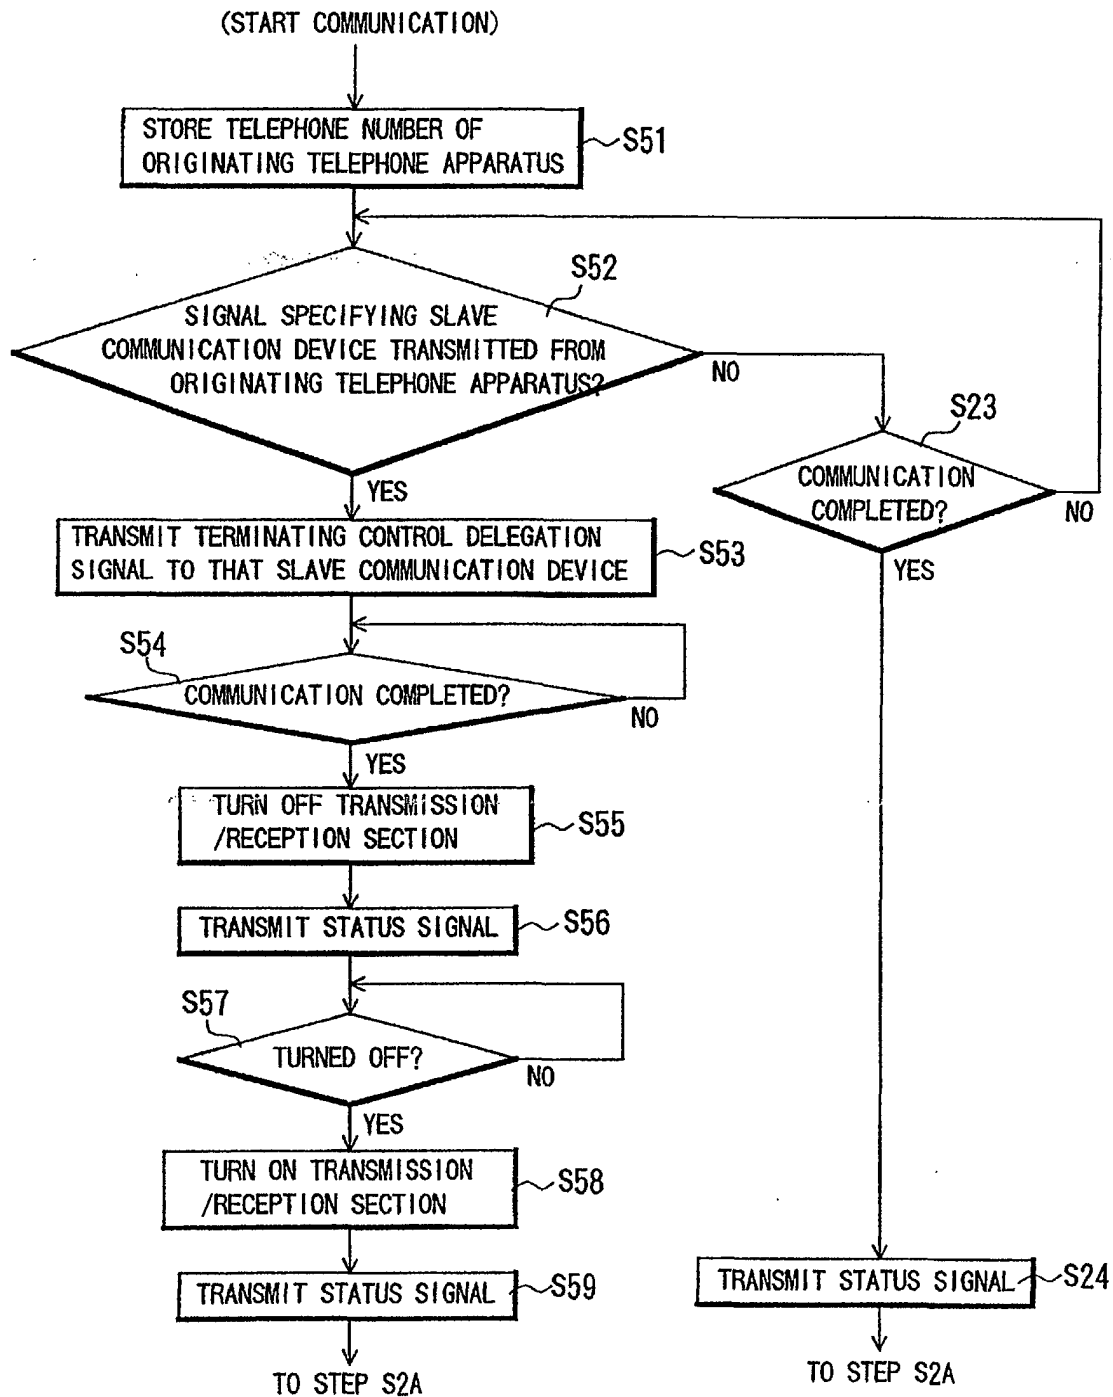 (START COMMUNICATION)
STORE TELEPHONE NUMBER OF
ORIGINATING TELEPHONE APPARATUS
S51
S52
SIGNAL SPECIFYING SLAVE
COMMUNICATION DEVICE TRANSMITTED FROM
ORIGINATING TELEPHONE APPARATUS?
NO
YES
S23
COMMUNICATION
COMPLETED?
NO
YES
TRANSMIT TERMINATING CONTROL DELEGATION
SIGNAL TO THAT SLAVE COMMUNICATION DEVICE
S53
S54
COMMUNICATION COMPLETED?
NO
YES
TURN OFF TRANSMISSION
/RECEPTION SECTION
S55
TRANSMIT STATUS SIGNAL
S56
S57
TURNED OFF?
NO
YES
TURN ON TRANSMISSION
/RECEPTION SECTION
S58
TRANSMIT STATUS SIGNAL
S59
TO STEP S2A
TRANSMIT STATUS SIGNAL
S24
TO STEP S2A